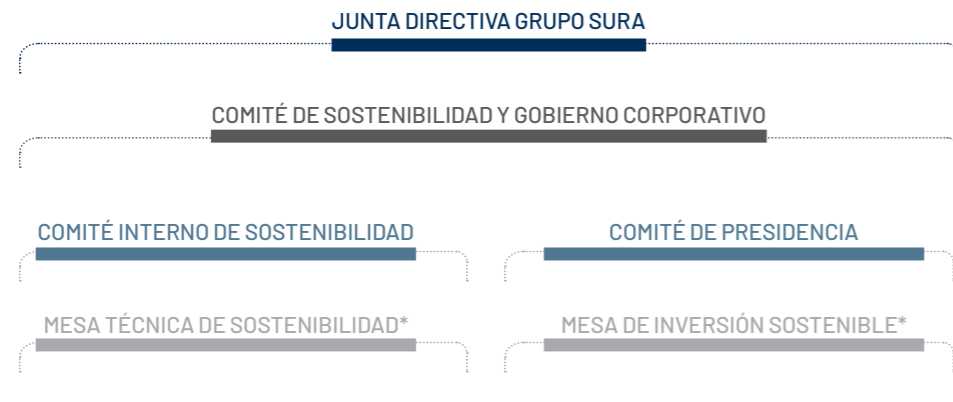 JUNTA DIRECTIVA GRUPO SURA
COMITÉ DE SOSTENIBILIDAD Y GOBIERNO CORPORATIVO
COMITÉ INTERNO DE SOSTENIBILIDAD
COMITÉ DE PRESIDENCIA
MESA TÉCNICA DE SOSTENIBILIDAD*
MESA DE INVERSIÓN SOSTENIBLE*